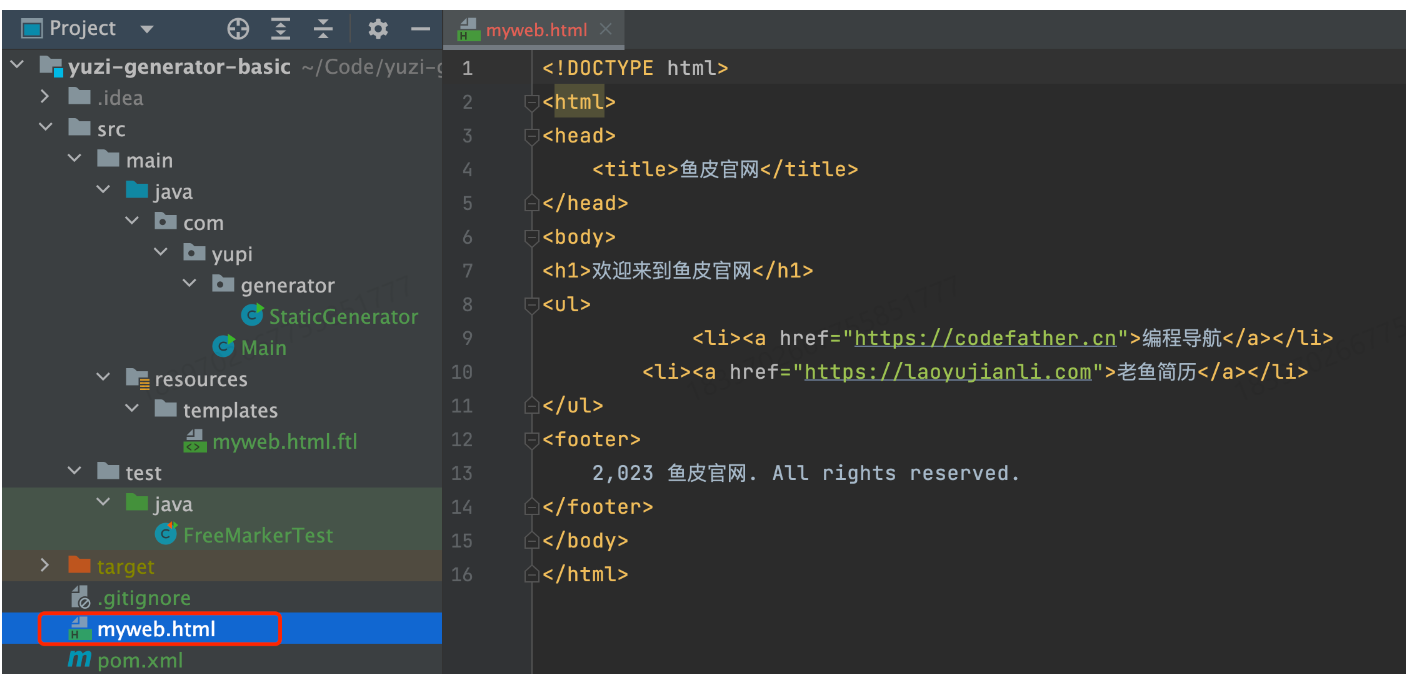 Project
yuzi-generator-basic ~/Code/yuzi-g
.idea
src
main
java
com
yupi
generator
StaticGenerator
Main
resources
templates
myweb.html.ftl
test
java
FreeMarkerTest
target
.gitignore
myweb.html
pom.xml
myweb.html
1 <!DOCTYPE html>
2 <html>
3 <head>
4 <title>鱼皮官网</title>
5 </head>
6 <body>
7 <h1>欢迎来到鱼皮官网</h1>
8 <ul>
9 <li><a href="https://codefather.cn">编程导航</a></li>
10 <li><a href="https://laoyujianli.com">老鱼简历</a></li>
11 </ul>
12 <footer>
13 2,023 鱼皮官网. All rights reserved.
14 </footer>
15 </body>
16 </html>